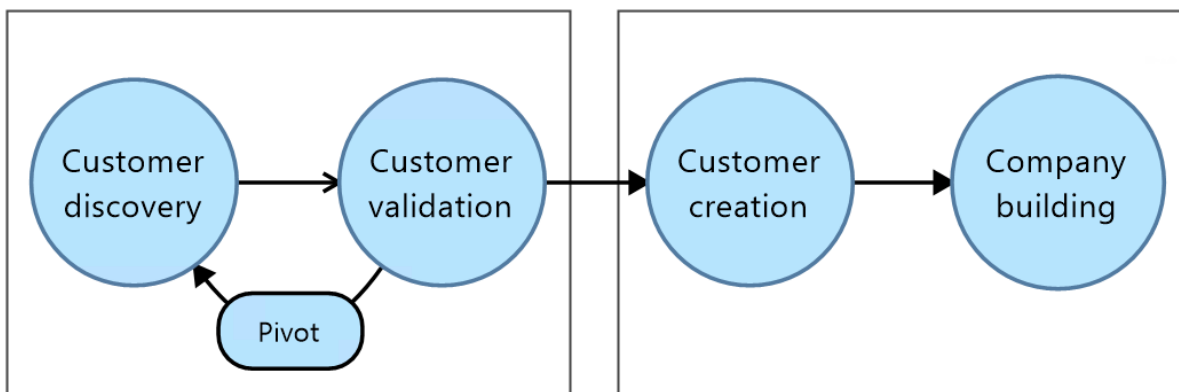 Customer
discovery
Customer
validation
Customer
creation
Company
building
Pivot